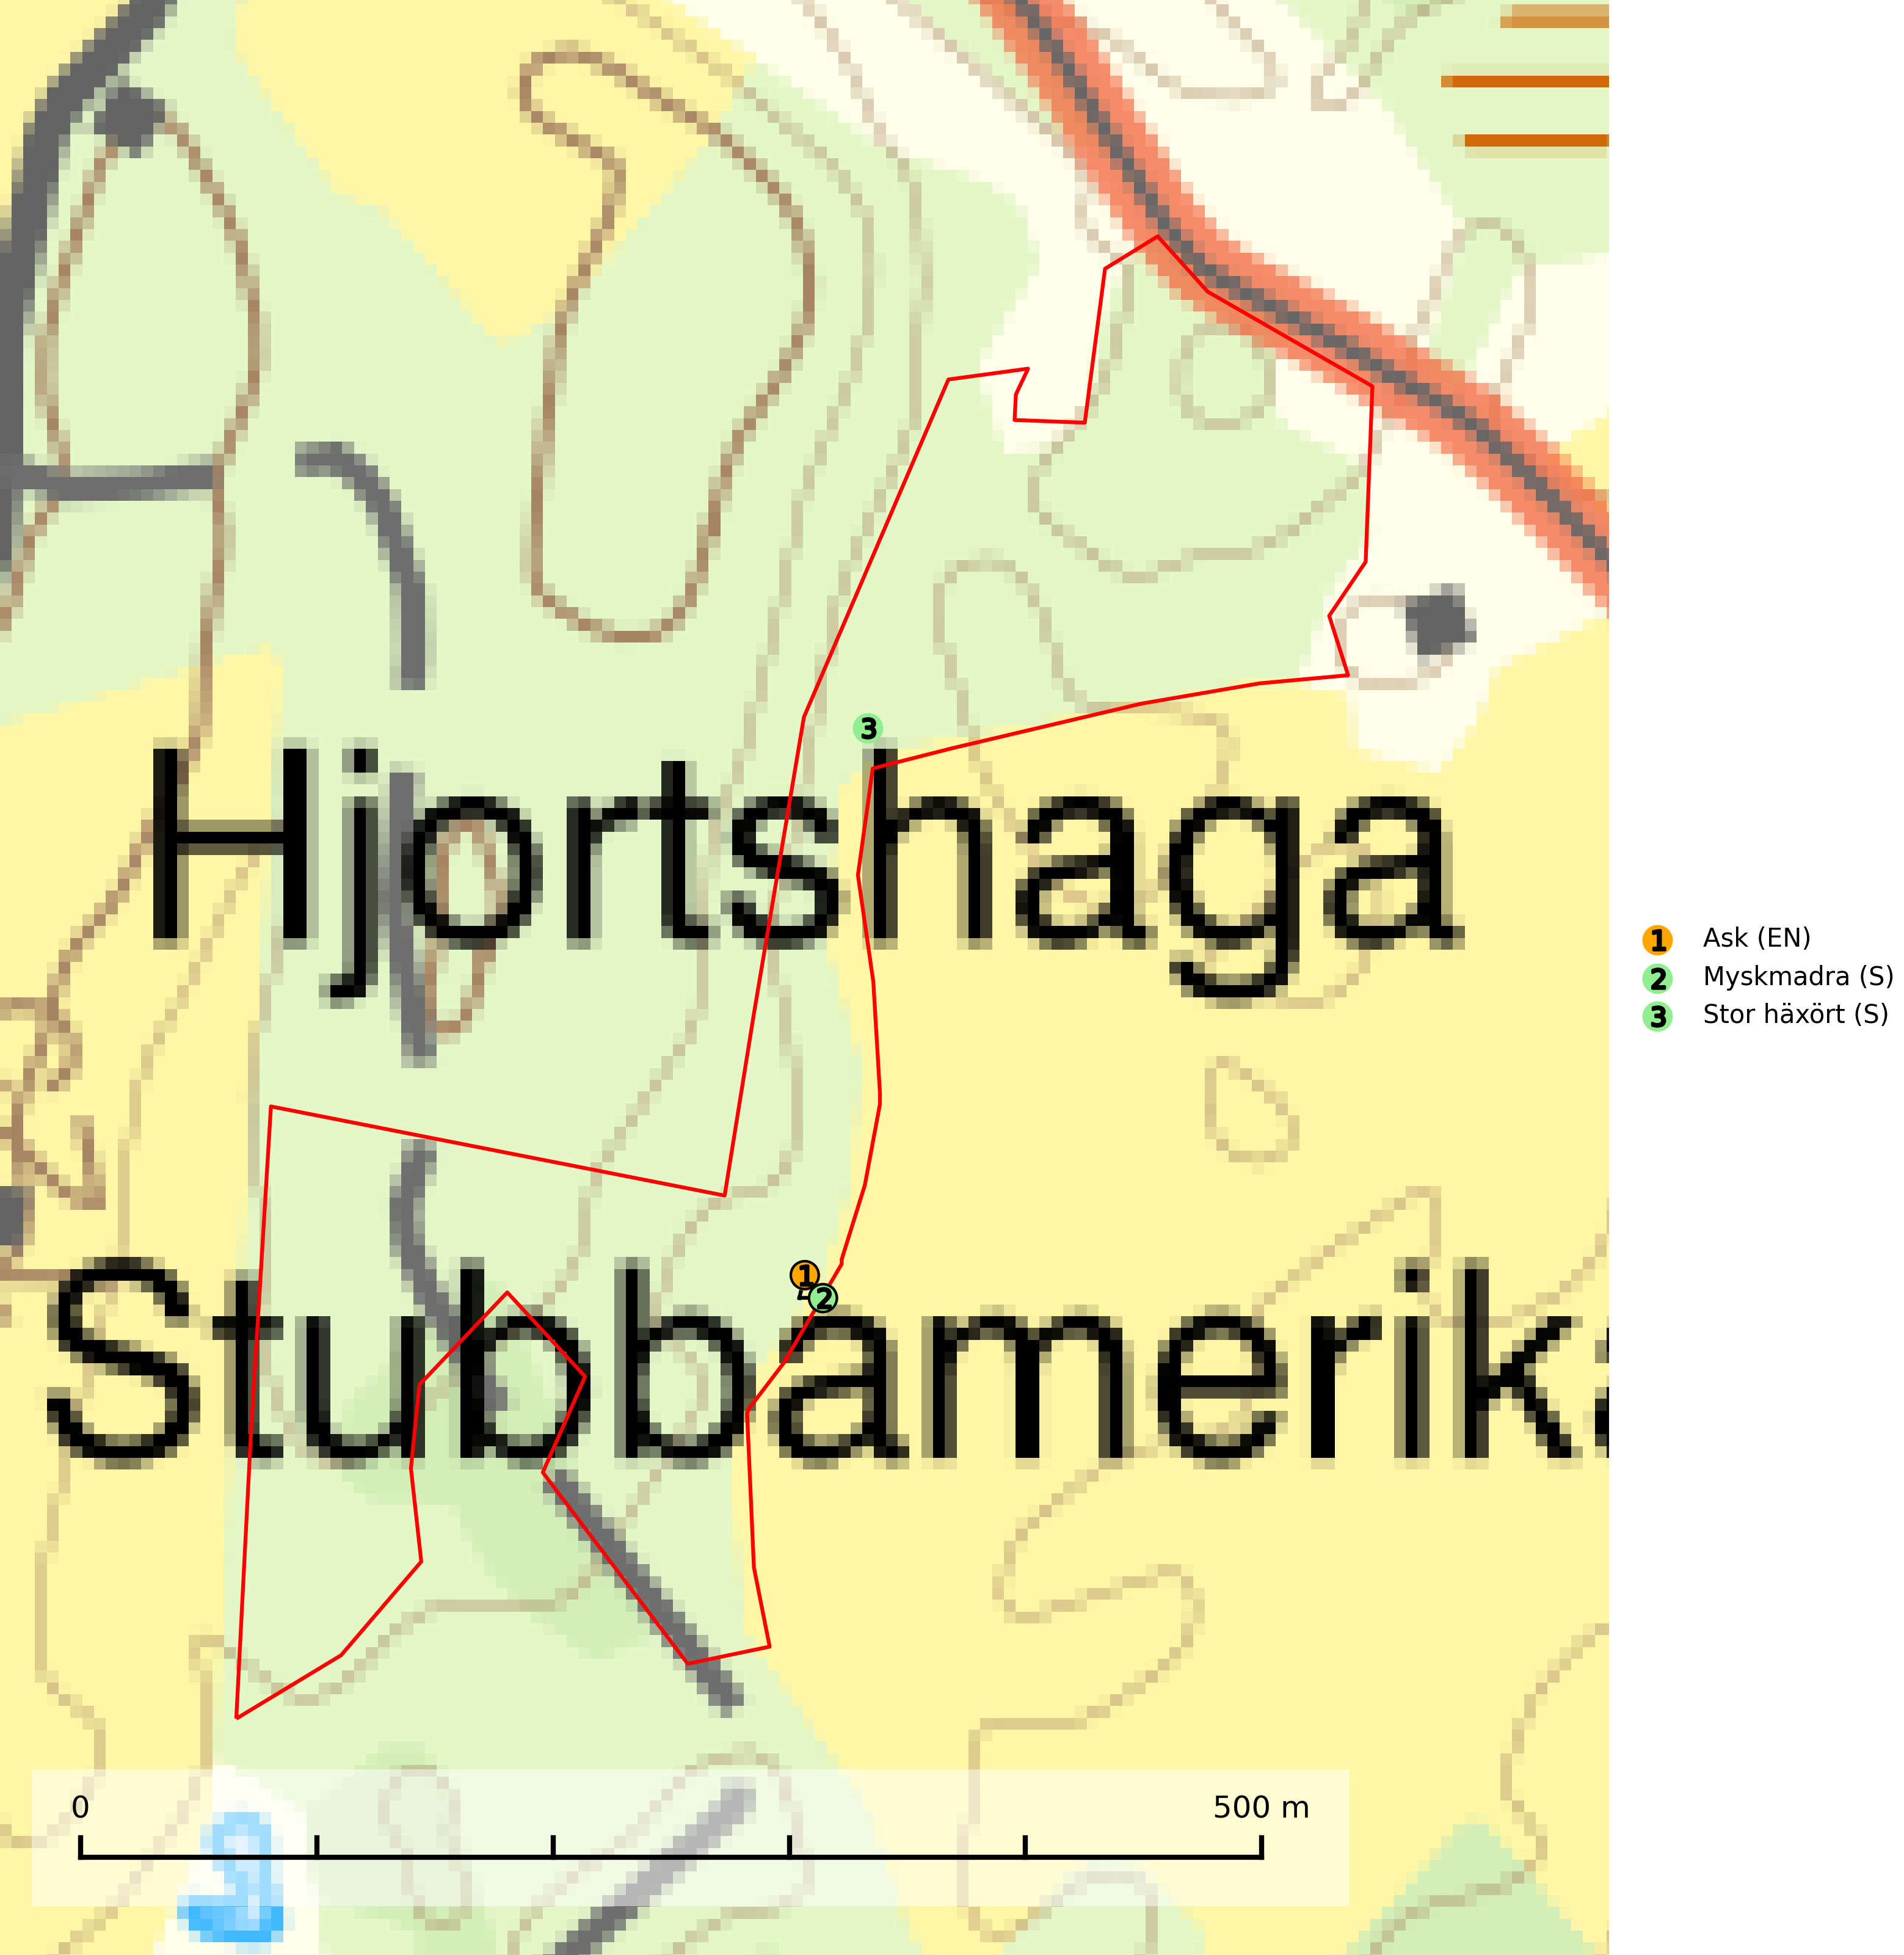 3
Hjortshaga
1 Ask (EN)
2 Myskmadra (S)
3 Stor häxört (S)
1
2
Stubbamerika
0 500 m